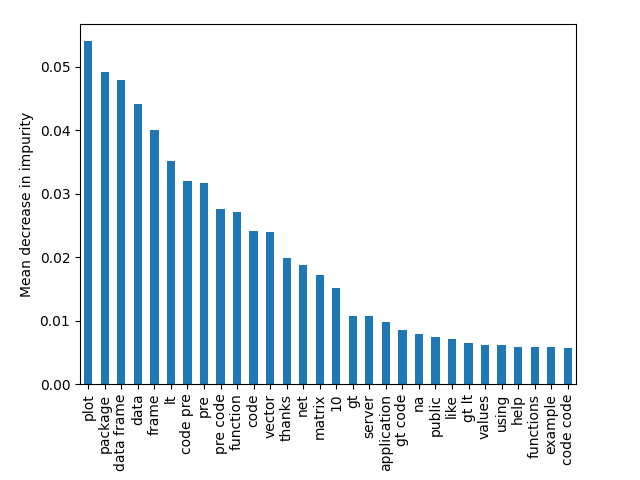 0.05
0.04
0.03
0.02
0.01
0.00
Mean decrease in impurity
plot
package
data frame
data
frame
lt
code pre
pre
pre code
function
code
vector
thanks
net
matrix
10
gt
server
application
gt code
na
public
like
gt lt
values
using
help
functions
example
code code